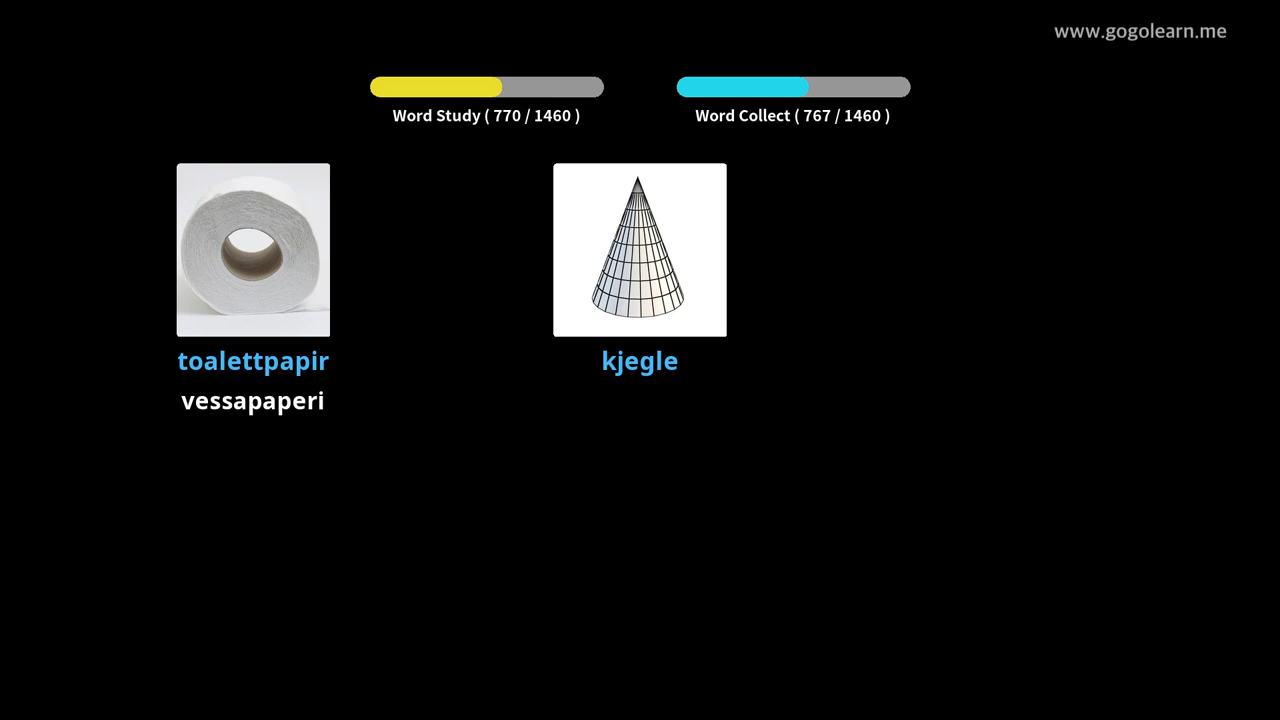 www.gogolearn.me
Word Study ( 770 / 1460 )
Word Collect ( 767 / 1460 )
toalettpapir
kjegle
vessapaperi